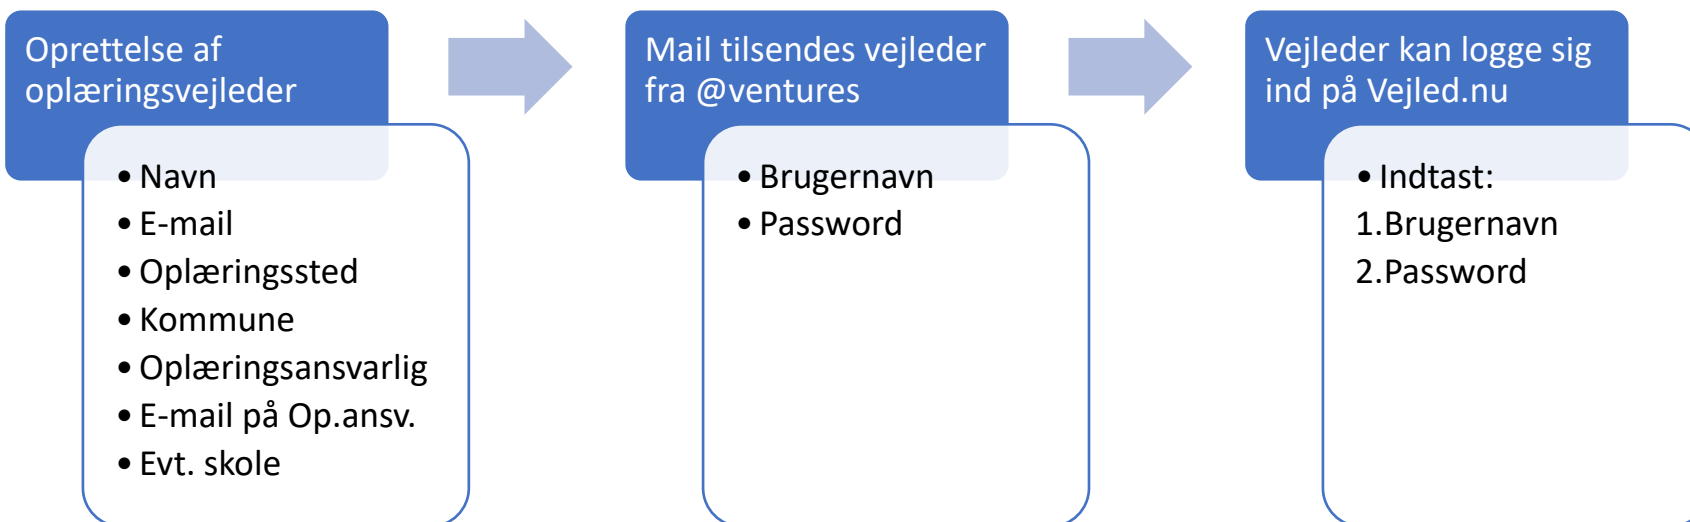 Oprettelse af
oplæringsvejleder
• Navn
• E-mail
• Oplæringssted
• Kommune
• Oplæringsansvarlig
• E-mail på Op.ansv.
• Evt. skole
Mail tilsendes vejleder
fra @ventures
• Brugernavn
• Password
Vejleder kan logge sig
ind på Vejled.nu
• Indtast:
1.Brugernavn
2.Password